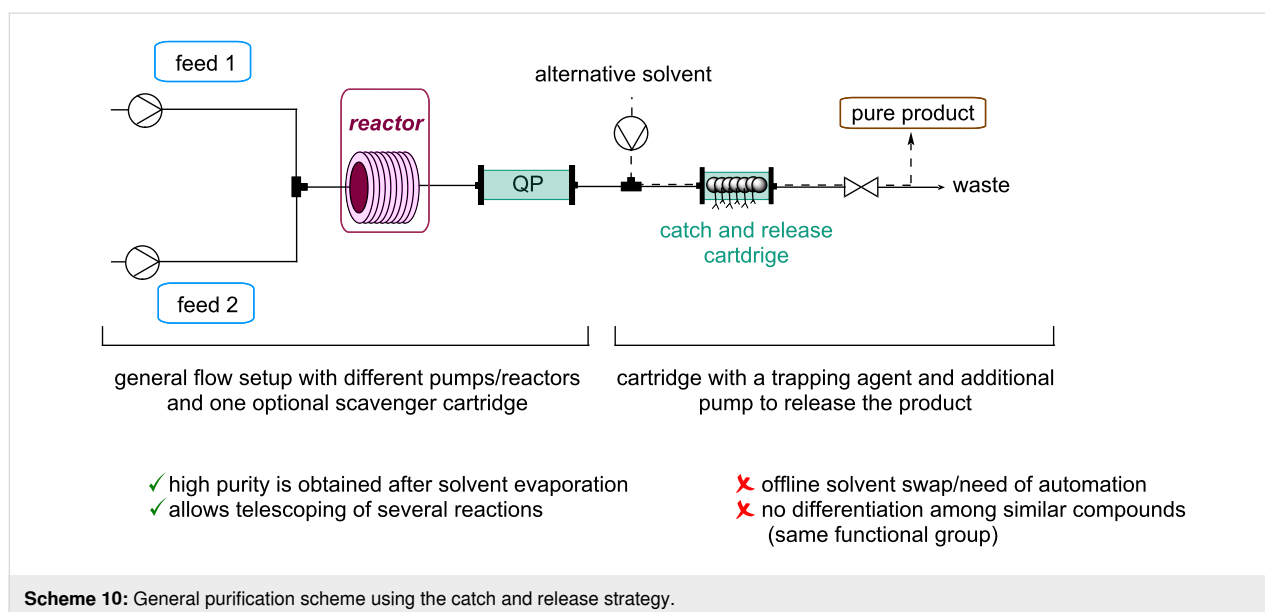 feed 1
alternative solvent
reactor
pure product
QP
waste
catch and release
cartdrige
feed 2
general flow setup with different pumps/reactors
and one optional scavenger cartridge
cartridge with a trapping agent and additional
pump to release the product
✓ high purity is obtained after solvent evaporation
✓ allows telescoping of several reactions
✗ offline solvent swap/need of automation
✗ no differentiation among similar compounds
(same functional group)
Scheme 10: General purification scheme using the catch and release strategy.